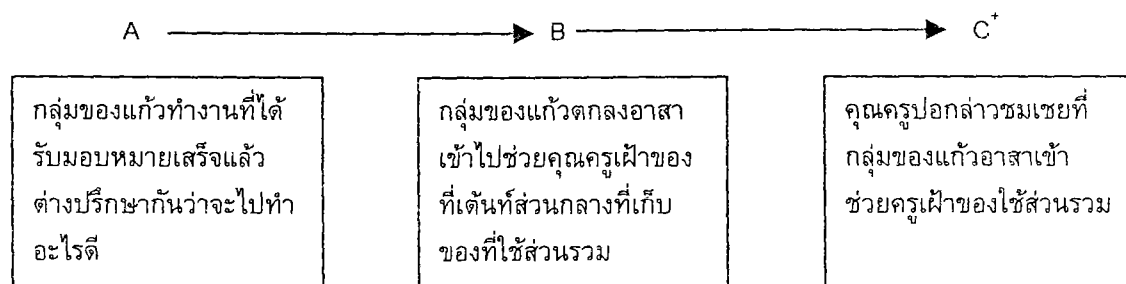 A B C+
กลุ่มของแก้วทำงานที่ได้
รับมอบหมายเสร็จแล้ว
ต่างปรึกษากันว่าจะไปทำ
อะไรดี
กลุ่มของแก้วตกลงอาสา
เข้าไปช่วยคุณครูเฝ้าของ
ที่เต้นท์ส่วนกลางที่เก็บ
ของที่ใช้ส่วนรวม
คุณครูปอกล่าวชมเชยที่
กลุ่มของแก้วอาสาเข้า
ช่วยครูเฝ้าของใช้ส่วนรวม